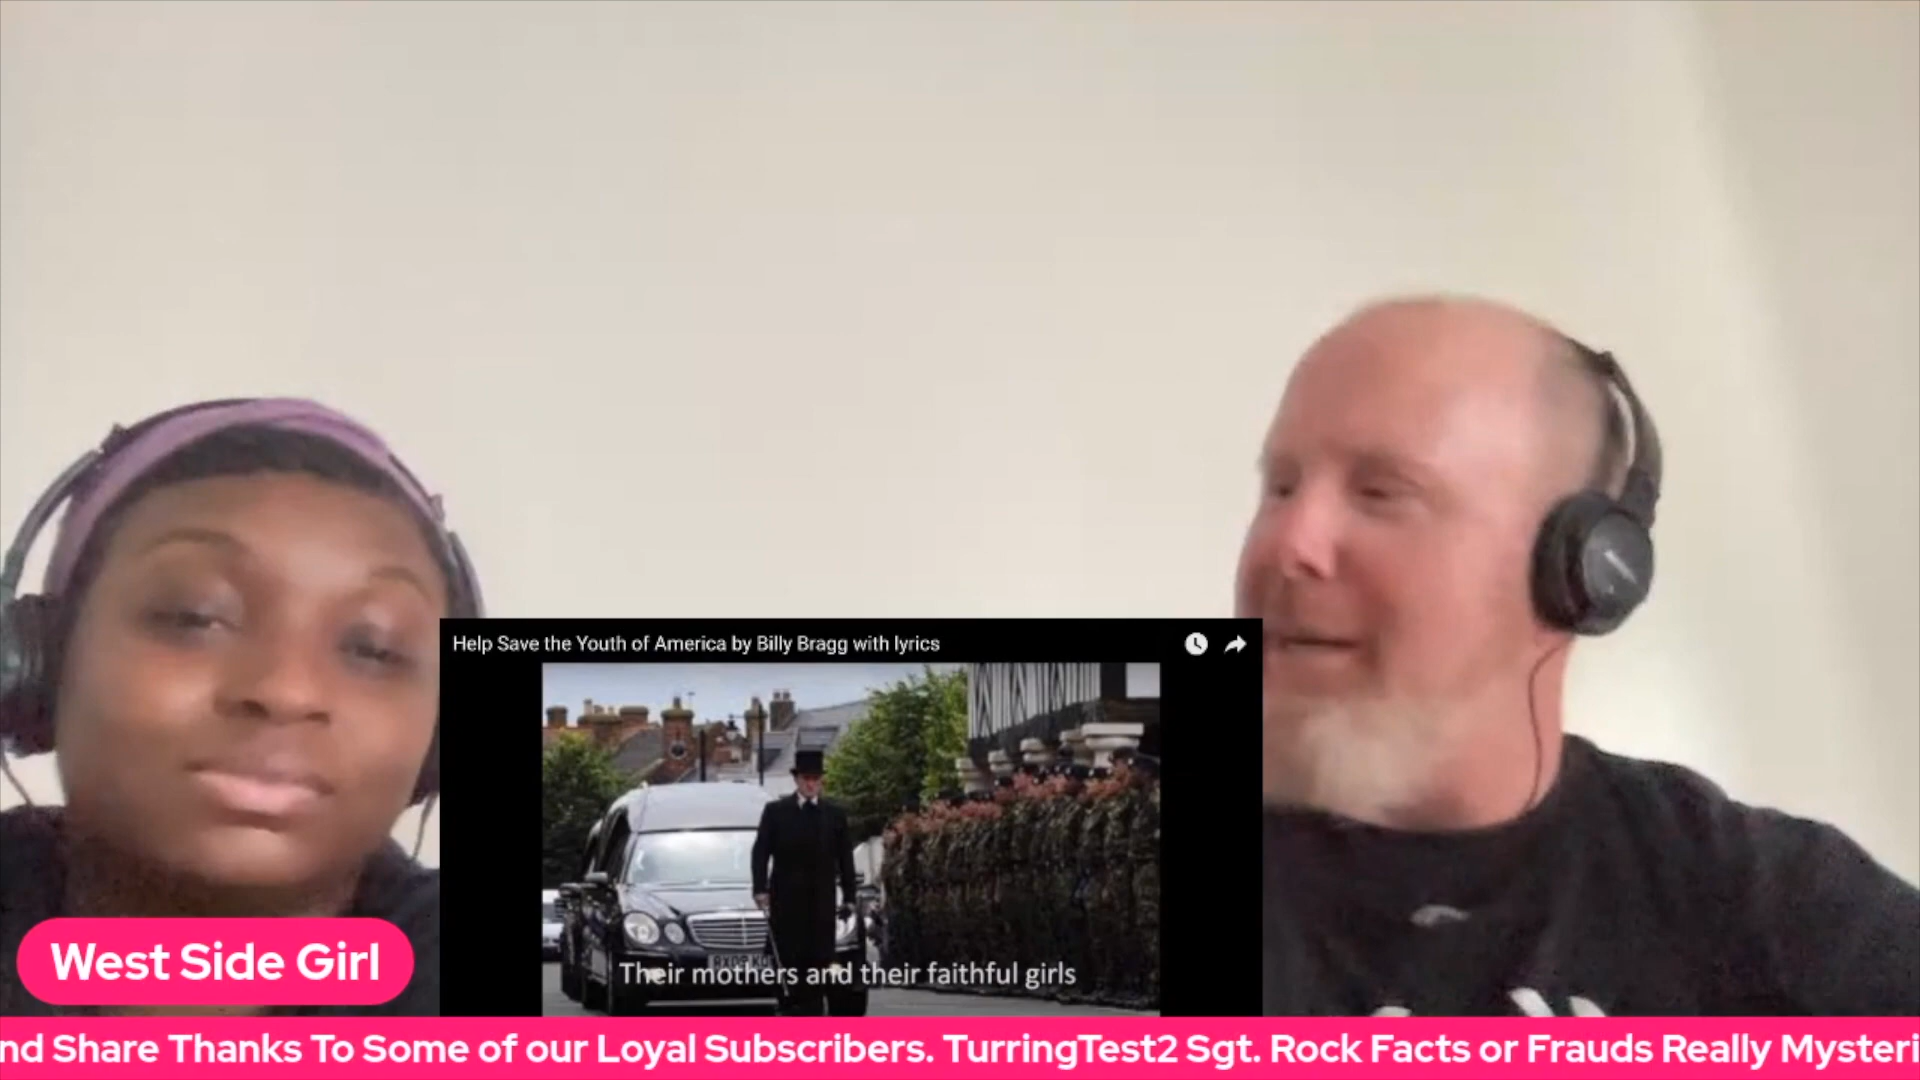 Help Save the Youth of America by Billy Bragg with lyrics
Their mothers and their faithful girls
West Side Girl
nd Share Thanks To Some of our Loyal Subscribers. TurringTest2 Sgt. Rock Facts or Frauds Really Mysteri